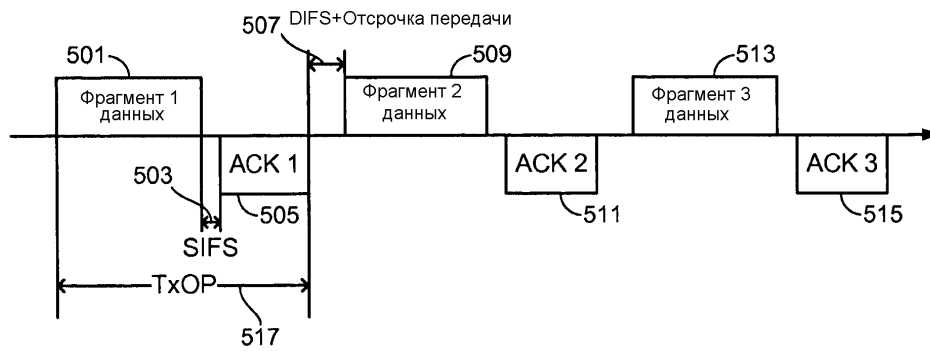 507
DIFS+Отсрочка передачи
501
509
513
Фрагмент 1
данных
Фрагмент 2
данных
Фрагмент 3
данных
503
ACK 1
ACK 2
ACK 3
505
511
515
SIFS
TxOP
517